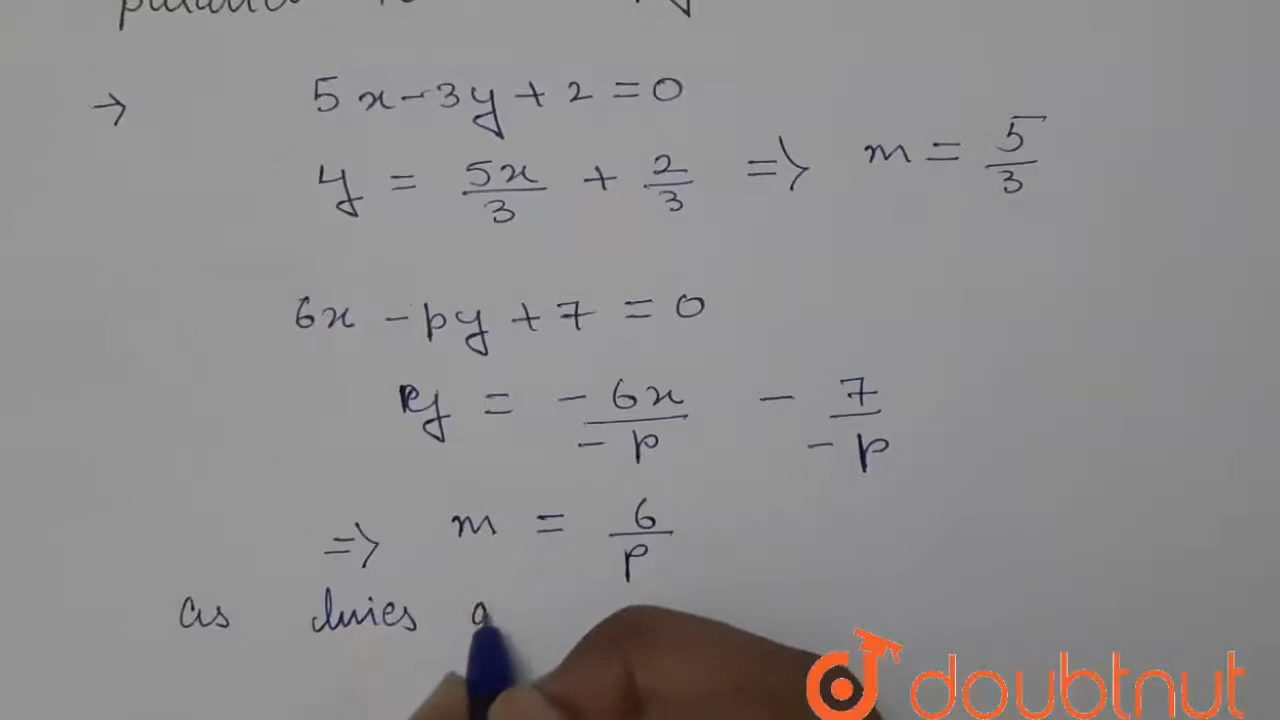 → 5x - 3y + 2 = 0
y = 5x/3 + 2/3 => m = 5/3
6x - py + 7 = 0
y = -6x/-p - 7/-p
=> m = 6/p
as lines a
doubtnut